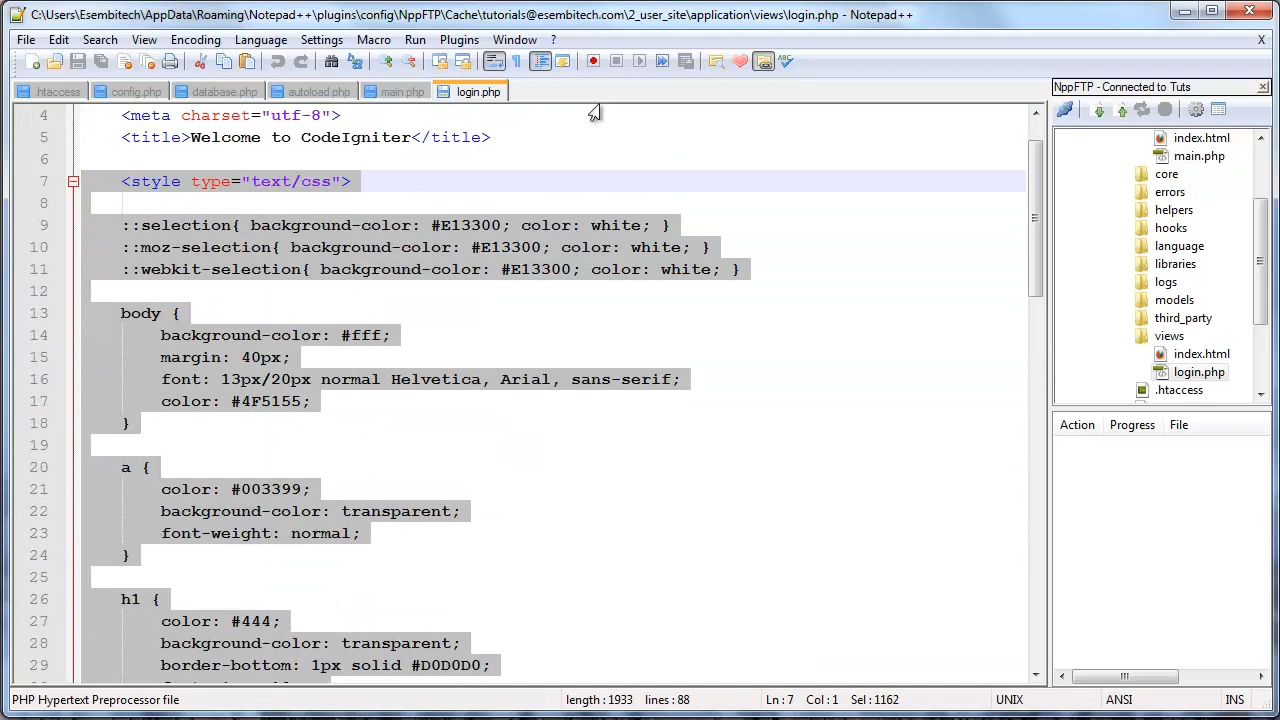 C:\Users\Esembitech\AppData\Roaming\Notepad++\plugins\config\NppFTP\Cache\tutorials@esembitech.com\2_user_site\application\views\login.php - Notepad++
File Edit Search View Encoding Language Settings Macro Run Plugins Window ? X
.htaccess config.php database.php autoload.php main.php login.php
NppFTP - Connected to Tuts
4 <meta charset="utf-8">
5 <title>Welcome to CodeIgniter</title>
6
7 <style type="text/css">
8
9 ::selection{ background-color: #E13300; color: white; }
10 ::moz-selection{ background-color: #E13300; color: white; }
11 ::webkit-selection{ background-color: #E13300; color: white; }
12
13 body {
14 background-color: #fff;
15 margin: 40px;
16 font: 13px/20px normal Helvetica, Arial, sans-serif;
17 color: #4F5155;
18 }
19
20 a {
21 color: #003399;
22 background-color: transparent;
23 font-weight: normal;
24 }
25
26 h1 {
27 color: #444;
28 background-color: transparent;
29 border-bottom: 1px solid #D0D0D0;
index.html
main.php
core
errors
helpers
hooks
language
libraries
logs
models
third_party
views
index.html
login.php
.htaccess
Action Progress File
PHP Hypertext Preprocessor file length : 1933 lines : 88 Ln : 7 Col : 1 Sel : 1162 UNIX ANSI INS